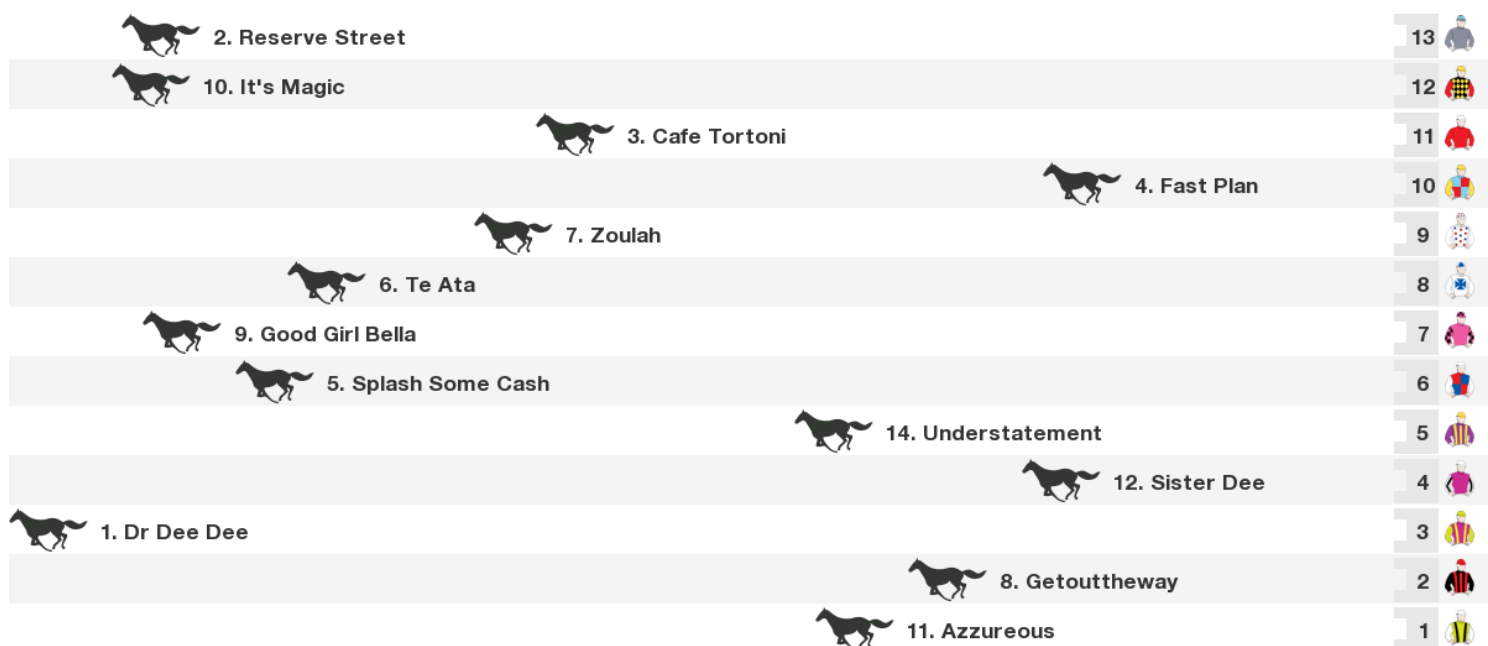 2. Reserve Street 13
10. It's Magic 12
3. Cafe Tortoni 11
4. Fast Plan 10
7. Zoulah 9
6. Te Ata 8
9. Good Girl Bella 7
5. Splash Some Cash 6
14. Understatement 5
12. Sister Dee 4
1. Dr Dee Dee 3
8. Getouttheway 2
11. Azzureous 1